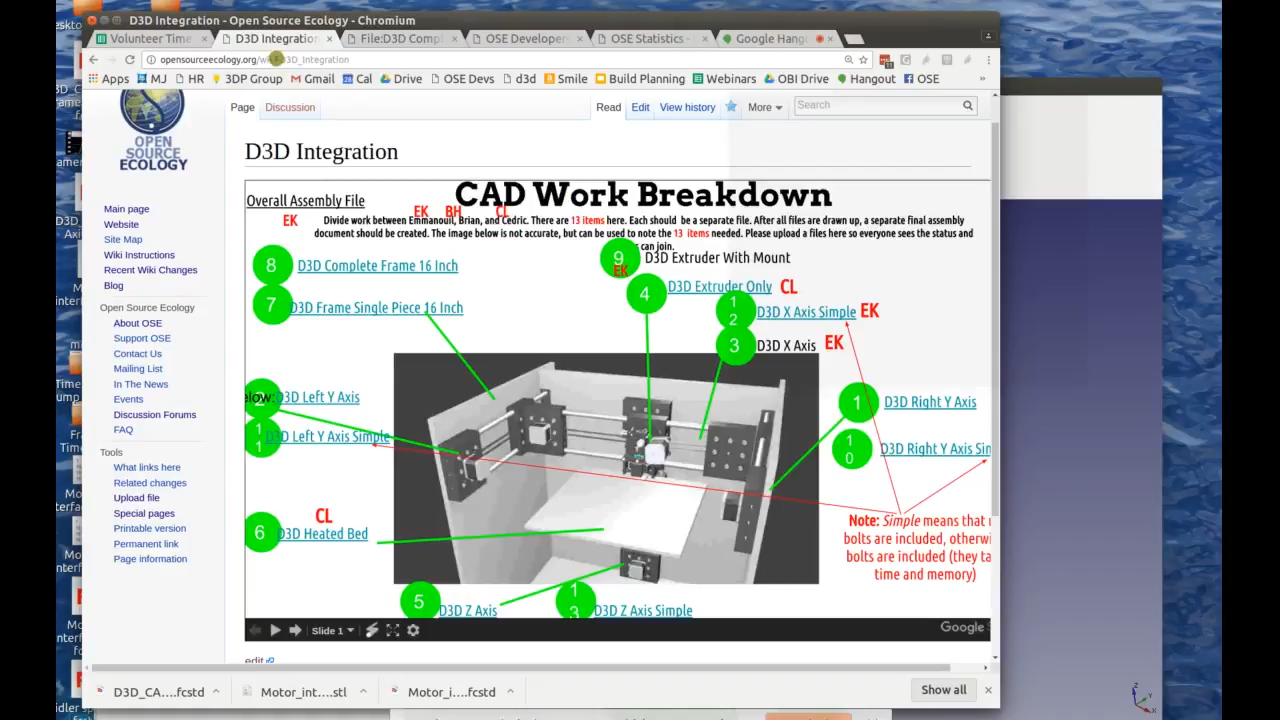 D3D Integration - Open Source Ecology - Chromium
Volunteer Time
D3D Integration
File:D3D Comp
OSE Developer
OSE Statistics -
Google Hang
opensourceecology.org/
D3D_Integration
Apps MJ HR 3DP Group Gmail Cal Drive OSE Devs d3d Smile Build Planning Webinars OBI Drive Hangout OSE
Page Discussion Read Edit View history More Search
OPEN
SOURCE
ECOLOGY
D3D Integration
Main page
Website
Site Map
Wiki Instructions
Recent Wiki Changes
Blog
Open Source Ecology
About OSE
Support OSE
Contact Us
Mailing List
In The News
Events
Discussion Forums
FAQ
Tools
What links here
Related changes
Upload file
Special pages
Printable version
Permanent link
Page information
Overall Assembly File
CAD Work Breakdown
EK
EK BH CL
Divide work between Emmanouil, Brian, and Cedric. There are 13 items here. Each should be a separate file. After all files are drawn up, a separate final assembly
document should be created. The image below is not accurate, but can be used to note the 13 items needed. Please upload a files here so everyone sees the status and
can join.
8 D3D Complete Frame 16 Inch
9 D3D Extruder With Mount
EK
4 D3D Extruder Only CL
7 D3D Frame Single Piece 16 Inch
12 D3D X Axis Simple EK
3 D3D X Axis EK
2 D3D Left Y Axis
1 D3D Right Y Axis
11 D3D Left Y Axis Simple
10 D3D Right Y Axis Sim
CL
6 D3D Heated Bed
Note: Simple means that
bolts are included, otherwi
bolts are included (they ta
time and memory)
5 D3D Z Axis
13 D3D Z Axis Simple
Slide 1
Google
edit
D3D_CA....fcstd
Motor_int....stl
Motor_i....fcstd
Show all
Z
Y
X